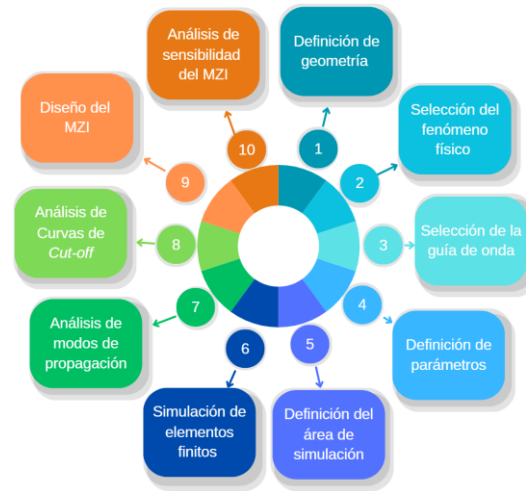 Análisis de
sensibilidad
del MZI
10
Definición de
geometría
1
Selección del
fenómeno
físico
2
Selección de la
guía de onda
3
Definición de
parámetros
4
Definición del
área de
simulación
5
Simulación de
elementos
finitos
6
Análisis de
modos de
propagación
7
Análisis de
Curvas de
Cut-off
8
Diseño del
MZI
9